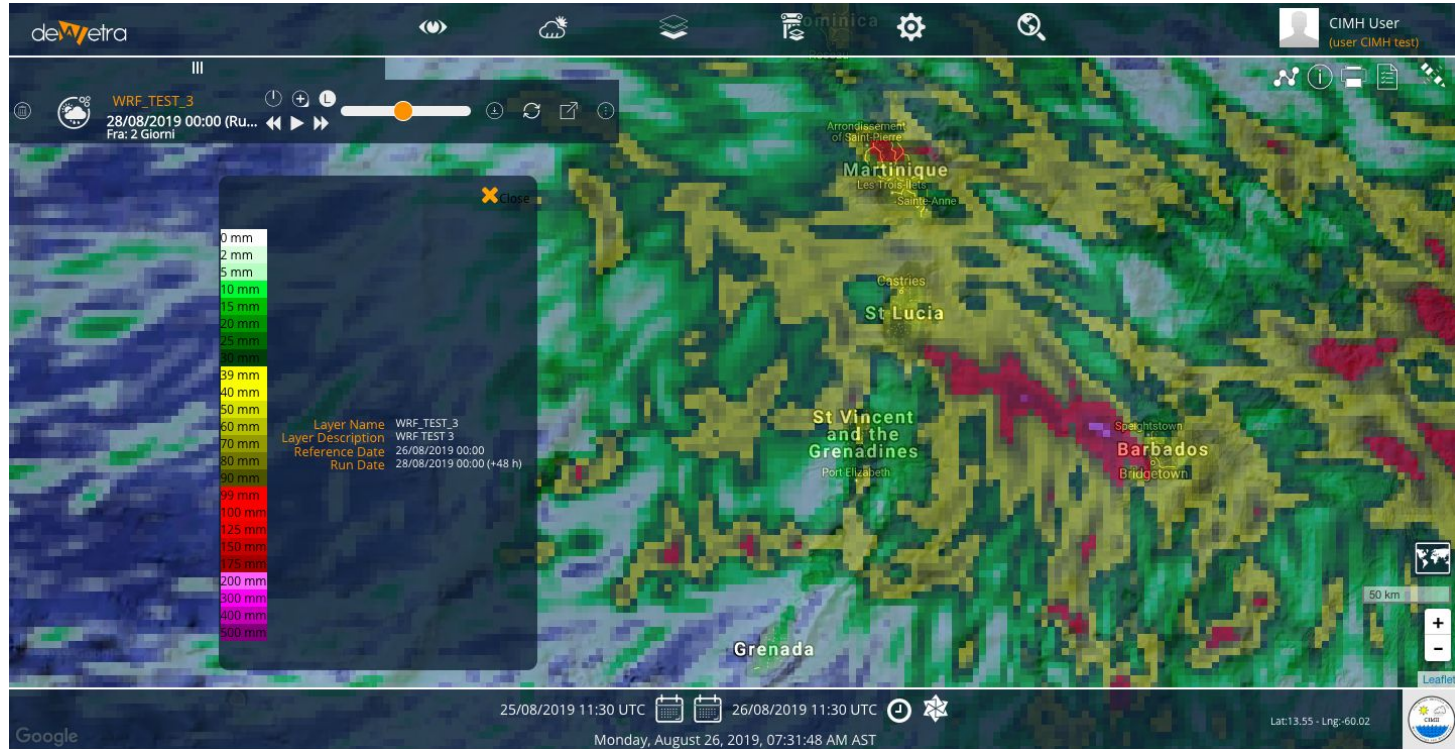 dewetra
CIMH User
(user CIMH test)
Dominica
Roseau
WRF_TEST_3
28/08/2019 00:00 (Ru...
Fra: 2 Giorni
L
Close
0 mm
2 mm
5 mm
10 mm
15 mm
20 mm
25 mm
30 mm
39 mm
40 mm
50 mm
60 mm
70 mm
80 mm
90 mm
99 mm
100 mm
125 mm
150 mm
175 mm
200 mm
300 mm
400 mm
500 mm
Layer Name WRF_TEST_3
Layer Description WRF TEST 3
Reference Date 26/08/2019 00:00
Run Date 28/08/2019 00:00 (+48 h)
Arrondissement
of Saint-Pierre
Martinique
Les Trois-Îlets
Sainte-Anne
Castries
St Lucia
St Vincent
and the
Grenadines
Port Elizabeth
Speightstown
Barbados
Bridgetown
Grenada
50 km
+
-
Leaflet
25/08/2019 11:30 UTC 26/08/2019 11:30 UTC
Monday, August 26, 2019, 07:31:48 AM AST
Lat:13.55 - Lng:-60.02
CIMH
Google